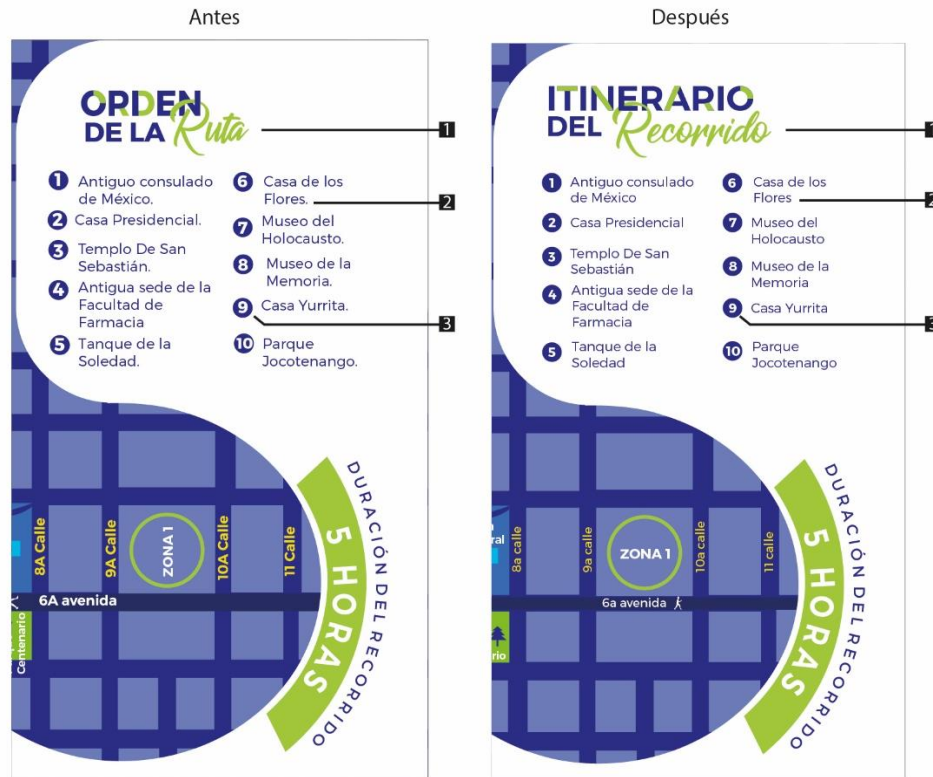 Antes
ORDEN
DE LA Ruta
1
1 Antiguo consulado
de México.
2 Casa Presidencial.
3 Templo De San
Sebastián.
4 Antigua sede de la
Facultad de
Farmacia
5 Tanque de la
Soledad.
6 Casa de los
Flores.
2
7 Museo del
Holocausto.
8 Museo de la
Memoria.
9 Casa Yurrita.
3
10 Parque
Jocotenango.
8A Calle
9A Calle
ZONA 1
10A Calle
11 Calle
6A avenida
Centenario
5 HORAS
DURACIÓN DEL RECORRIDO
Después
ITINERARIO
DEL Recorrido
1 Antiguo consulado
de México
2 Casa Presidencial
3 Templo De San
Sebastián
4 Antigua sede de la
Facultad de
Farmacia
5 Tanque de la
Soledad
6 Casa de los
Flores
7 Museo del
Holocausto
8 Museo de la
Memoria
9 Casa Yurrita
10 Parque
Jocotenango
ral
8a calle
9a calle
ZONA 1
10a calle
11 calle
6a avenida
rio
5 HORAS
DURACIÓN DEL RECORRIDO